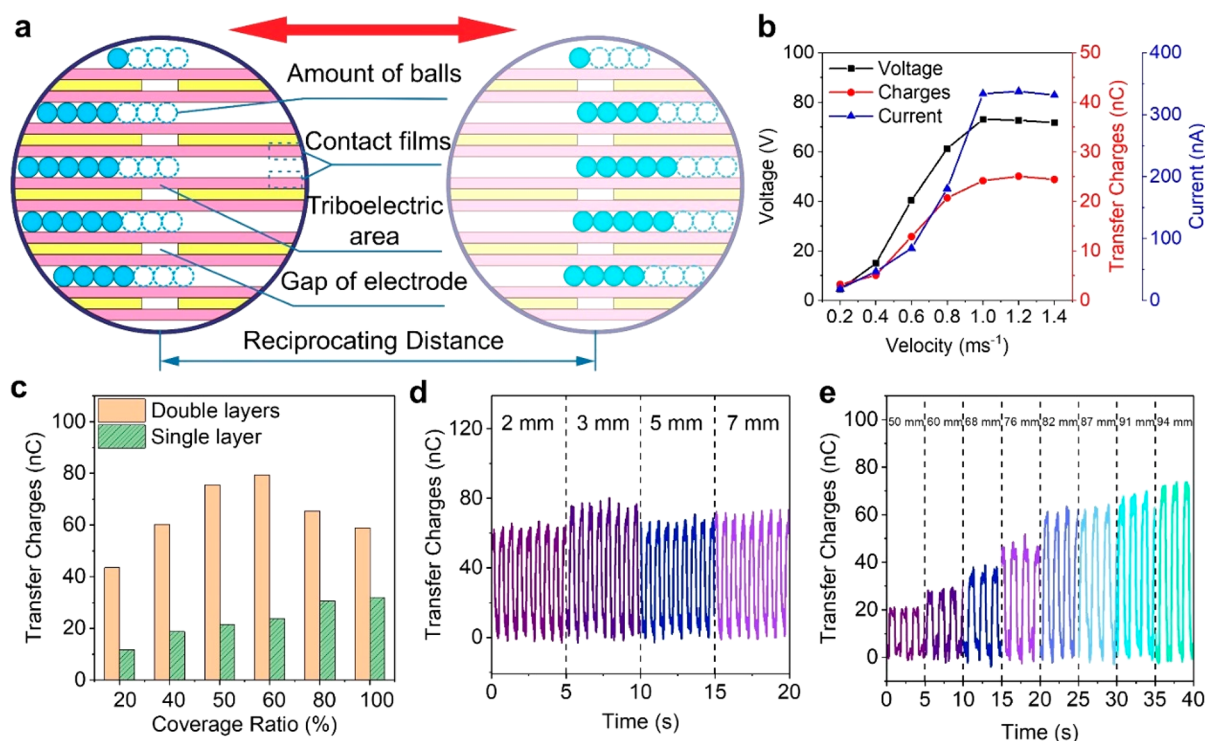 a
Amount of balls
Contact films
Triboelectric
area
Gap of electrode
Reciprocating Distance
b
Voltage
Charges
Current
100
80
60
40
20
0
Voltage (V)
50
40
30
20
10
0
Transfer Charges (nC)
400
300
200
100
0
Current (nA)
0.2 0.4 0.6 0.8 1.0 1.2 1.4
Velocity (ms⁻¹)
c
Double layers
Single layer
100
80
60
40
20
0
Transfer Charges (nC)
20 40 50 60 80 100
Coverage Ratio (%)
d
2 mm 3 mm 5 mm 7 mm
120
80
40
0
Transfer Charges (nC)
0 5 10 15 20
Time (s)
e
50 mm 60 mm 68 mm 76 mm 82 mm 87 mm 91 mm 94 mm
100
80
60
40
20
0
Transfer Charges (nC)
0 5 10 15 20 25 30 35 40
Time (s)